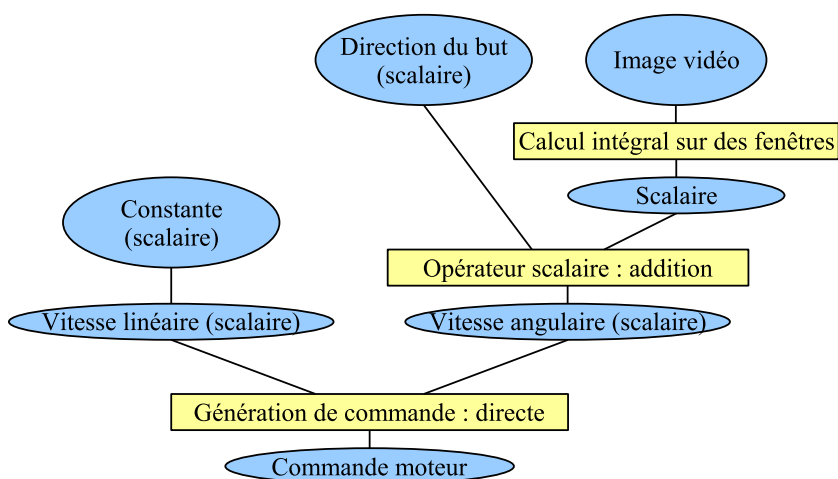 Direction du but
(scalaire)
Image vidéo
Calcul intégral sur des fenêtres
Scalaire
Constante
(scalaire)
Opérateur scalaire : addition
Vitesse linéaire (scalaire)
Vitesse angulaire (scalaire)
Génération de commande : directe
Commande moteur